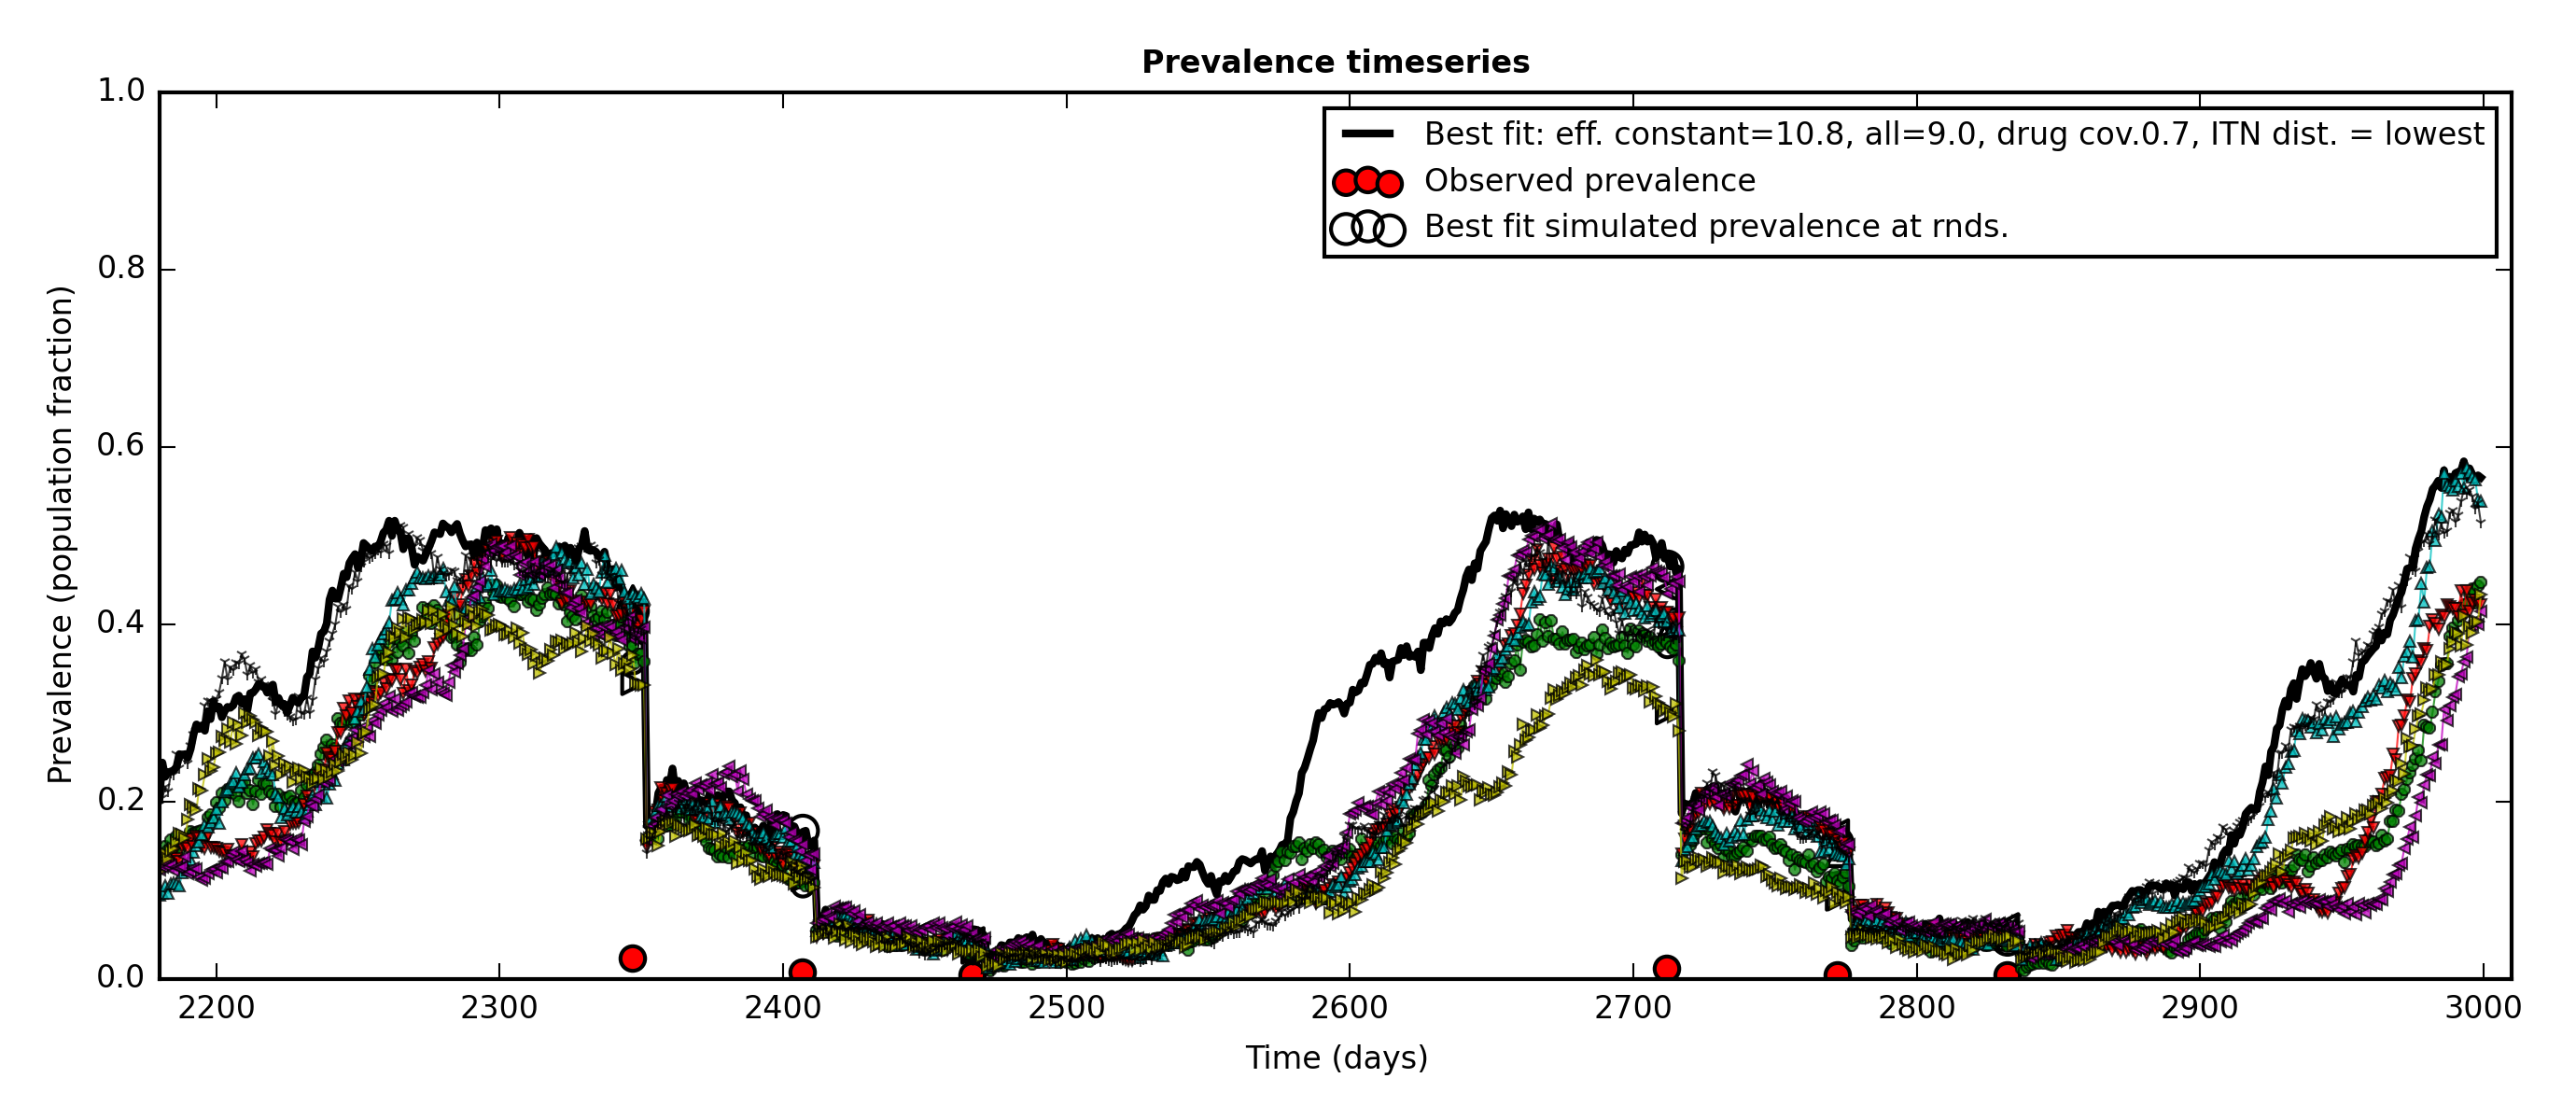 Prevalence timeseries
Best fit: eff. constant=10.8, all=9.0, drug cov.0.7, ITN dist. = lowest
Observed prevalence
Best fit simulated prevalence at rnds.
Prevalence (population fraction)
1.0
0.8
0.6
0.4
0.2
0.0
2200 2300 2400 2500 2600 2700 2800 2900 3000
Time (days)